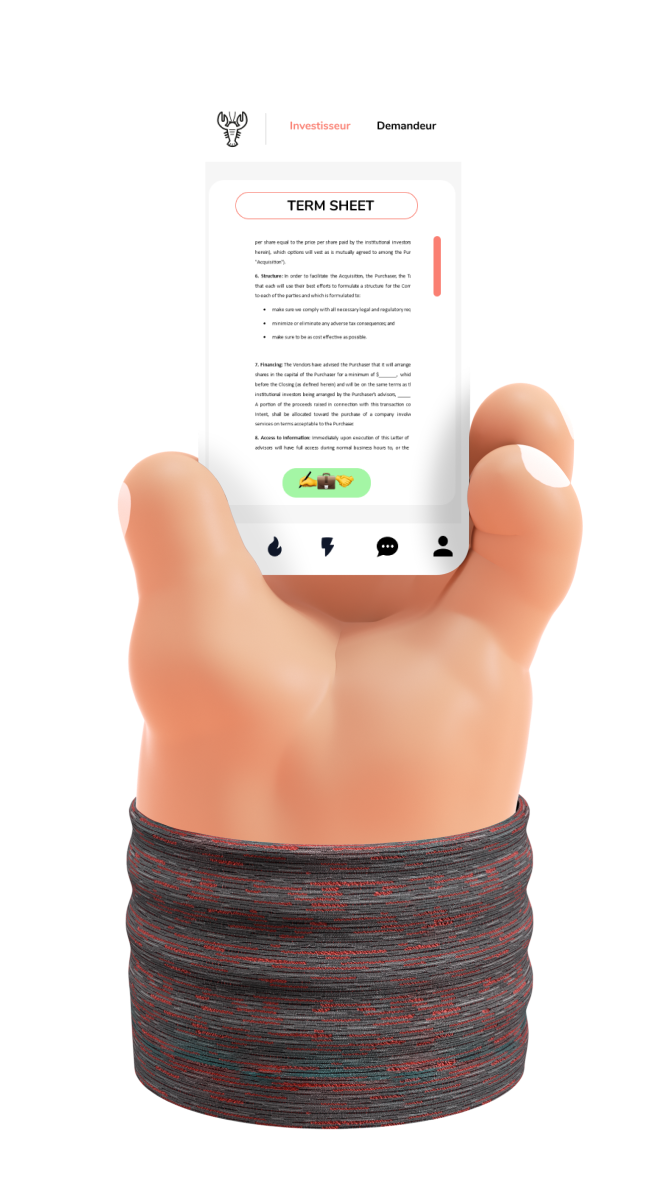 Investisseur Demandeur
TERM SHEET
per share equal to the price per share paid by the institutional investors
herein), which options will vest as is mutually agreed to among the Pur
"Acquisition").
6. Structure: In order to facilitate the Acquisition, the Purchaser, the Ti
that each will use their best efforts to formulate a structure for the Com
to each of the parties and which is formulated to:
• make sure we comply with all necessary legal and regulatory rec
• minimize or eliminate any adverse tax consequences; and
• make sure to be as cost effective as possible.
7. Financing: The Vendors have advised the Purchaser that it will arrange
shares in the capital of the Purchaser for a minimum of $______, whicl
before the Closing (as defined herein) and will be on the same terms as tl
institutional investors being arranged by the Purchaser's advisors, _____
A portion of the proceeds raised in connection with this transaction co
Intent, shall be allocated toward the purchase of a company involve
services on terms acceptable to the Purchaser.
8. Access to Information: Immediately upon execution of this Letter of
advisors will have full access during normal business hours to, or the